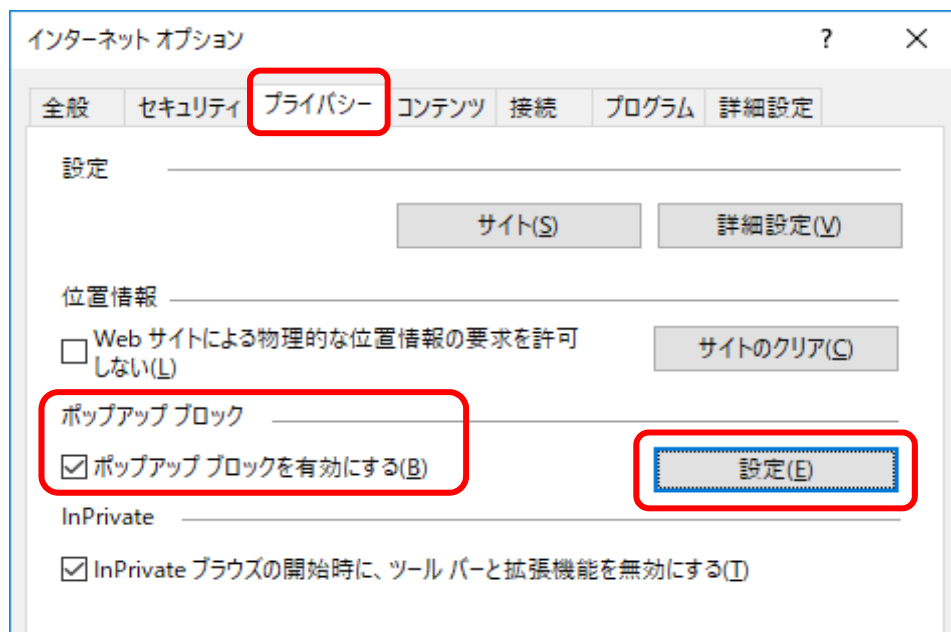 インターネット オプション ? ×
全般 セキュリティ プライバシー コンテンツ 接続 プログラム 詳細設定
設定
サイト(S) 詳細設定(V)
位置情報
Web サイトによる物理的な位置情報の要求を許可
しない(L)
サイトのクリア(C)
ポップアップ ブロック
ポップアップ ブロックを有効にする(B) 設定(E)
InPrivate
InPrivate ブラウズの開始時に、ツール バーと拡張機能を無効にする(T)